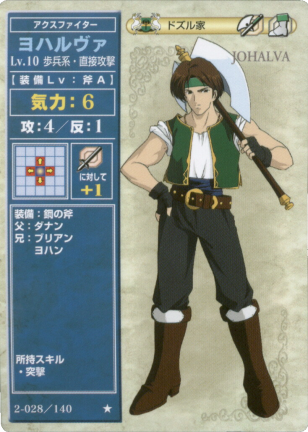 アクスファイター
ヨハルヴァ
Lv.10 歩兵系・直接攻撃
【装備Lv:斧A】
気力:6
攻:4/反:1
に対して
+1
装備:鋼の斧
父:ダナン
兄:ブリアン
ヨハン
所持スキル
・突撃
2-028/140 ★
ドズル家
JOHALVA